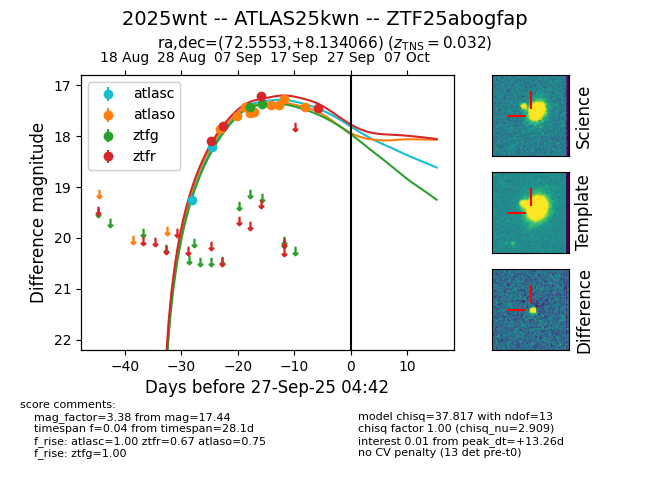 2025wnt -- ATLAS25kwn -- ZTF25abogfap
ra,dec=(72.5553,+8.134066) (z_TNS = 0.032)
18 Aug 28 Aug 07 Sep 17 Sep 27 Sep 07 Oct
atlasc
atlaso
ztfg
ztfr
17
18
19
20
21
22
Difference magnitude
−40 −30 −20 −10 0 10
Days before 27-Sep-25 04:42
Science
Template
Difference
score comments:
mag_factor=3.38 from mag=17.44
timespan f=0.04 from timespan=28.1d
f_rise: atlasc=1.00 ztfr=0.67 atlaso=0.75
f_rise: ztfg=1.00
model chisq=37.817 with ndof=13
chisq factor 1.00 (chisq_nu=2.909)
interest 0.01 from peak_dt=+13.26d
no CV penalty (13 det pre-t0)